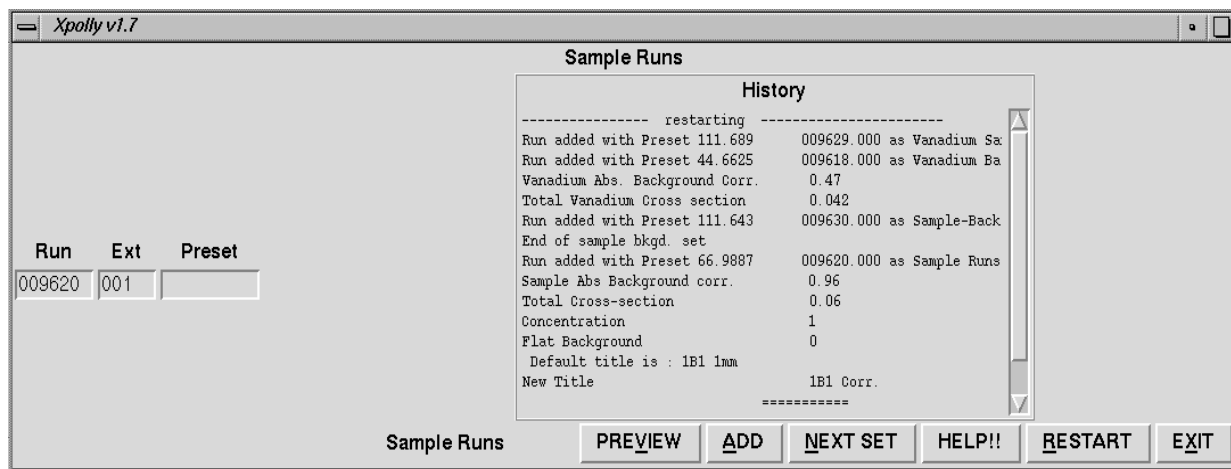 Xpolly v1.7
Sample Runs
History
---------------- restarting -----------------------
Run added with Preset 111.689 009629.000 as Vanadium Sa
Run added with Preset 44.6625 009618.000 as Vanadium Ba
Vanadium Abs. Background Corr. 0.47
Total Vanadium Cross section 0.042
Run added with Preset 111.643 009630.000 as Sample-Back
End of sample bkgd. set
Run added with Preset 66.9887 009620.000 as Sample Runs
Sample Abs Background corr. 0.96
Total Cross-section 0.06
Concentration 1
Flat Background 0
Default title is : 1B1 1mm
New Title 1B1 Corr.
===========
Run Ext Preset
009620 001
Sample Runs PREVIEW ADD NEXT SET HELP!! RESTART EXIT